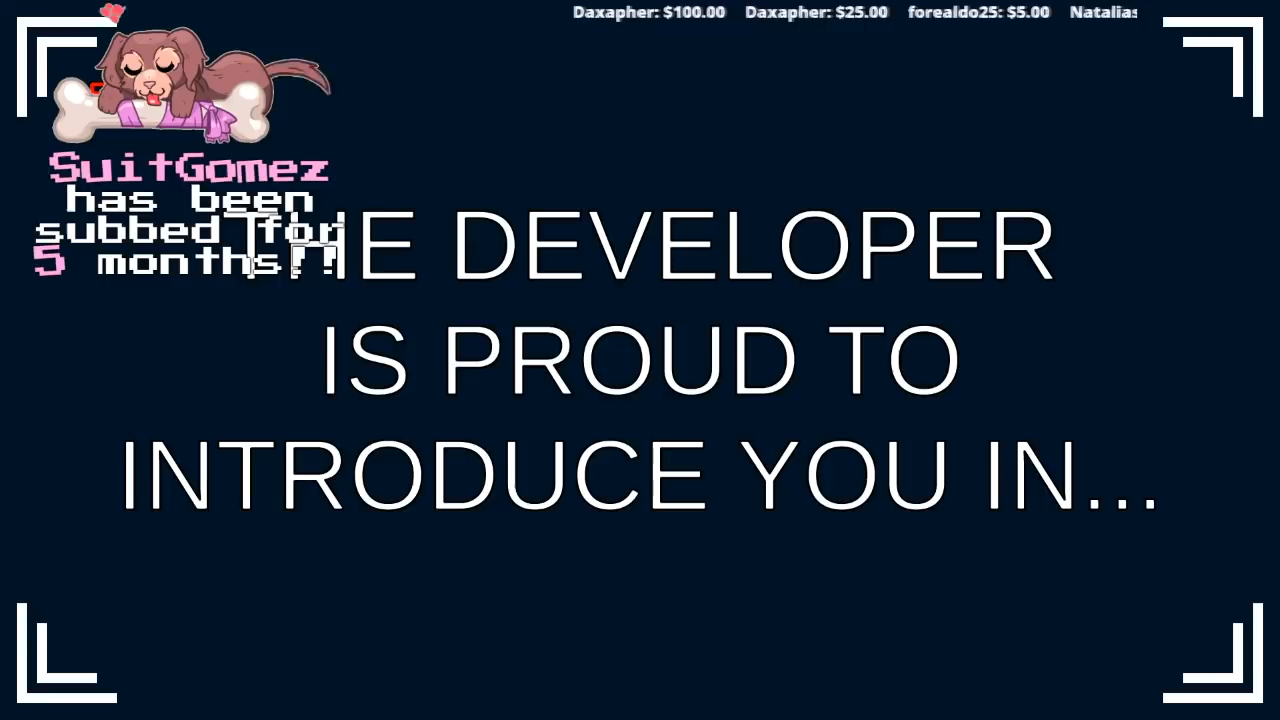 Daxapher: $100.00 Daxapher: $25.00 forealdo25: $5.00 Natalias
SuitGomez
has been
subbed for
5 months!!
THE DEVELOPER
IS PROUD TO
INTRODUCE YOU IN...